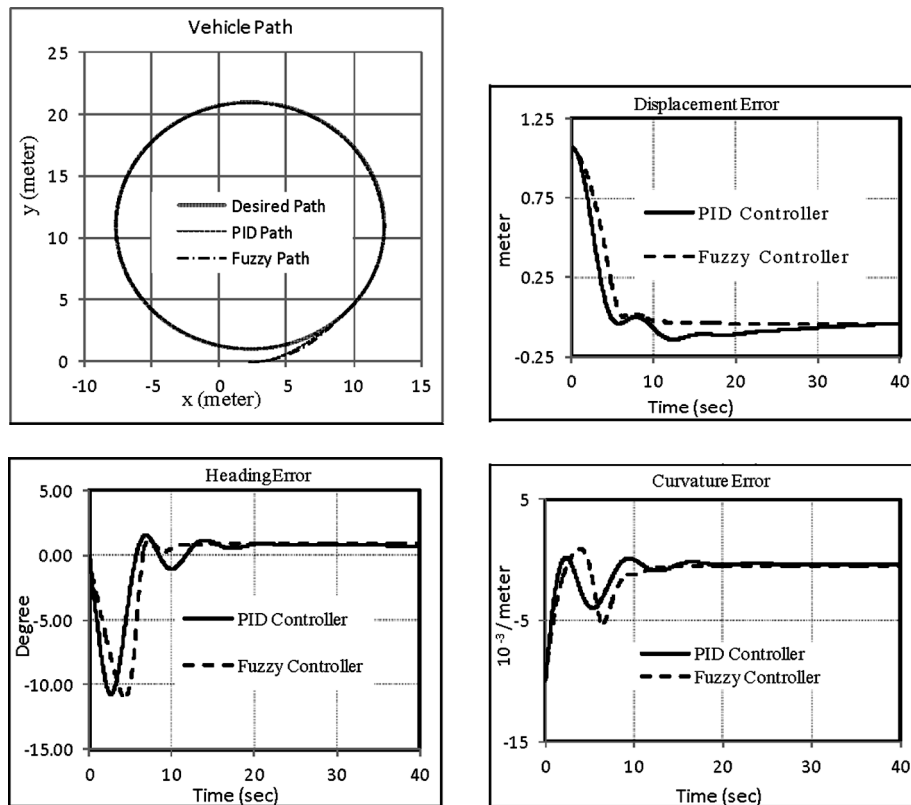 Vehicle Path
25
20
15
10
5
0
-10 -5 0 5 10 15
y (meter)
x (meter)
Desired Path
PID Path
Fuzzy Path
Displacement Error
1.25
0.75
0.25
-0.25
0 10 20 30 40
meter
Time (sec)
PID Controller
Fuzzy Controller
Heading Error
5.00
0.00
-5.00
-10.00
-15.00
0 10 20 30 40
Degree
Time (sec)
PID Controller
Fuzzy Controller
Curvature Error
5
-5
-15
0 10 20 30 40
10⁻³ / meter
Time (sec)
PID Controller
Fuzzy Controller